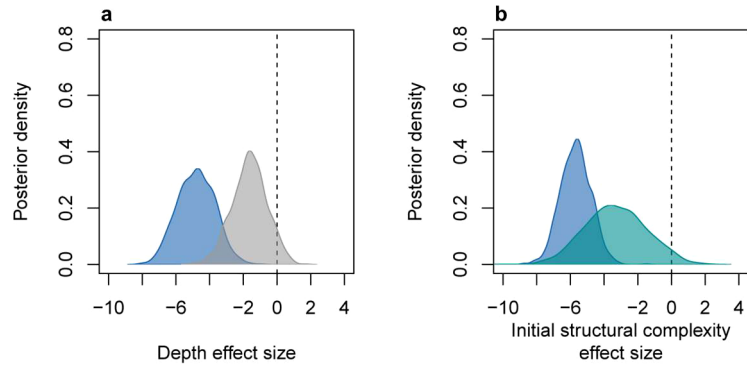 a
Posterior density
0.8
0.6
0.4
0.2
0.0
−10 −6 −2 0 2 4
Depth effect size
b
Posterior density
0.8
0.6
0.4
0.2
0.0
−10 −6 −2 0 2 4
Initial structural complexity
effect size